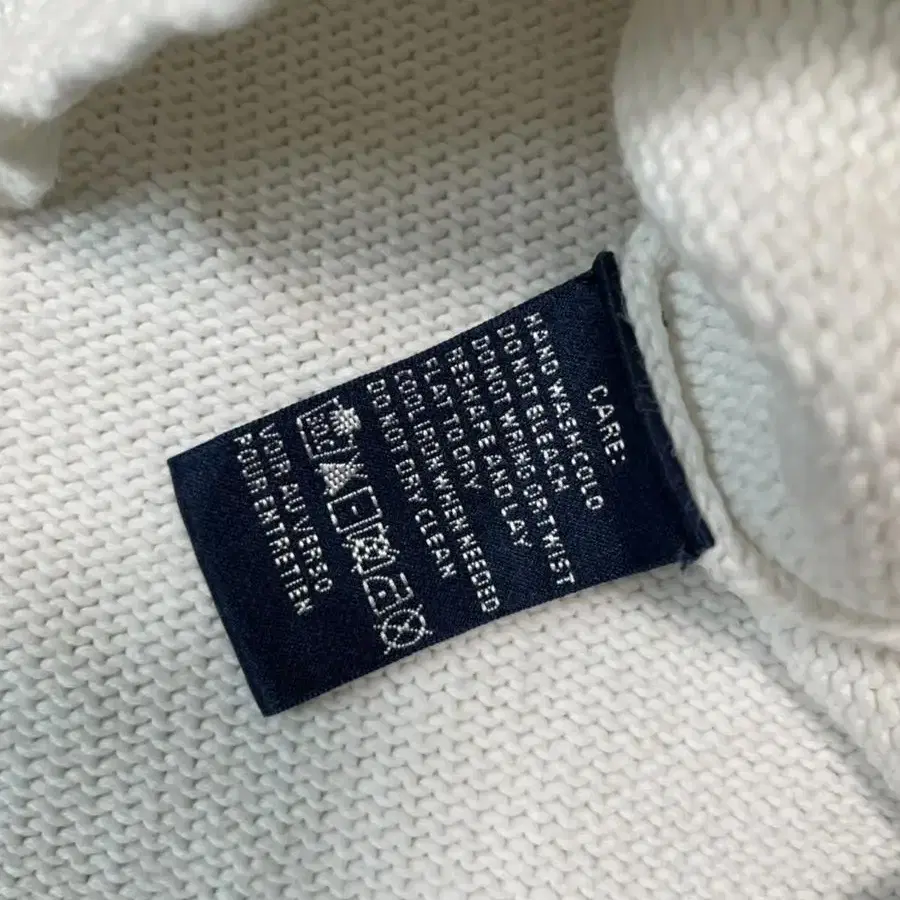 CARE:
HAND WASH COLD
DO NOT BLEACH
DO NOT WRING OR TWIST
RESHAPE AND LAY
FLAT TO DRY
COOL IRON WHEN NEEDED
DO NOT DRY CLEAN
VOIR AU VERSO
POUR ENTRETIEN